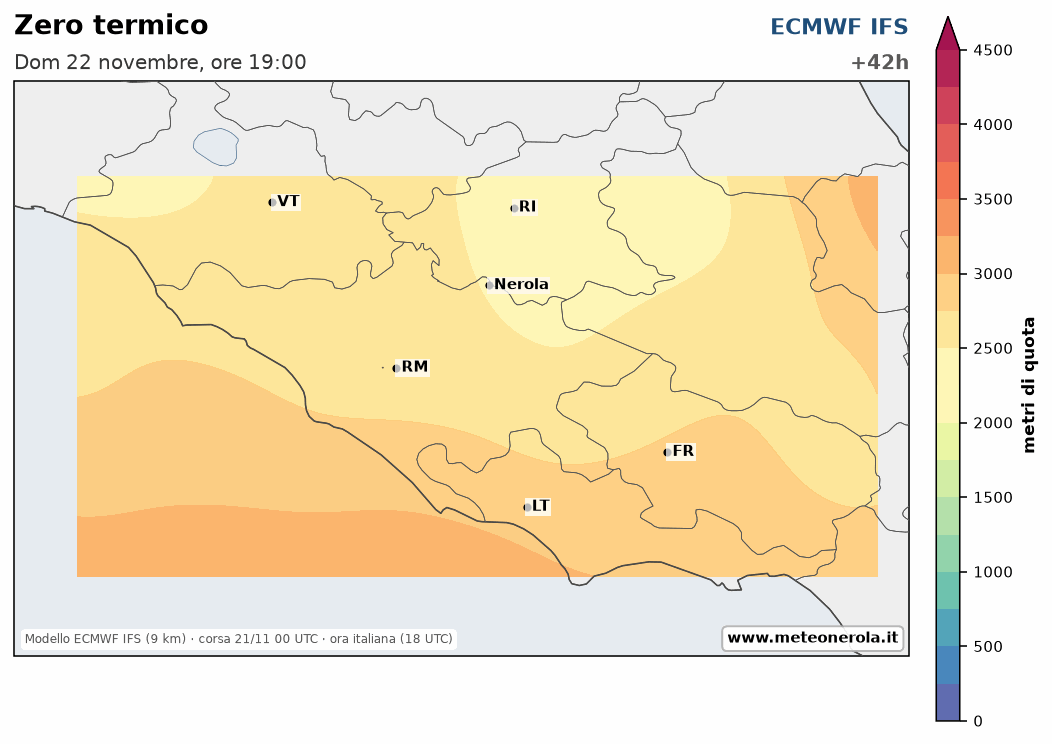 Zero termico
ECMWF IFS
Dom 22 novembre, ore 19:00
+42h
VT
RI
Nerola
RM
FR
LT
4500
4000
3500
3000
2500
2000
1500
1000
500
0
metri di quota
Modello ECMWF IFS (9 km) · corsa 21/11 00 UTC · ora italiana (18 UTC)
www.meteonerola.it